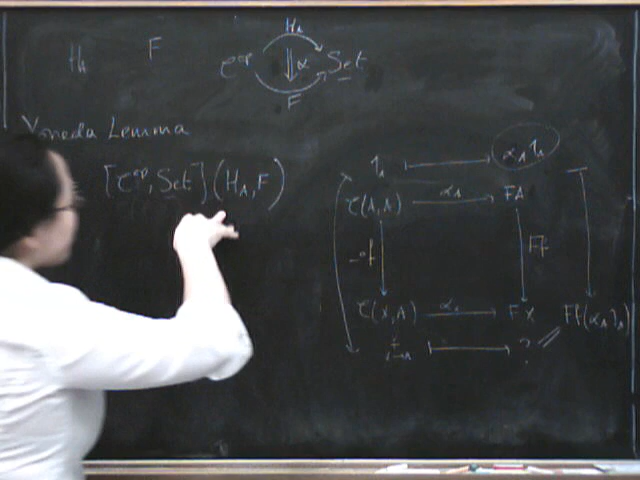 H_A F
H_A
𝒞^op ⇓α Set
F
Yoneda Lemma
[𝒞^op, Set](H_A, F)
1_A ⟼ α_A 1_A
𝒞(A,A) —α_A→ FA
_∘f Ff
𝒞(X,A) —α_x→ FX Ff(α_A 1_A)
f ⟼ ?